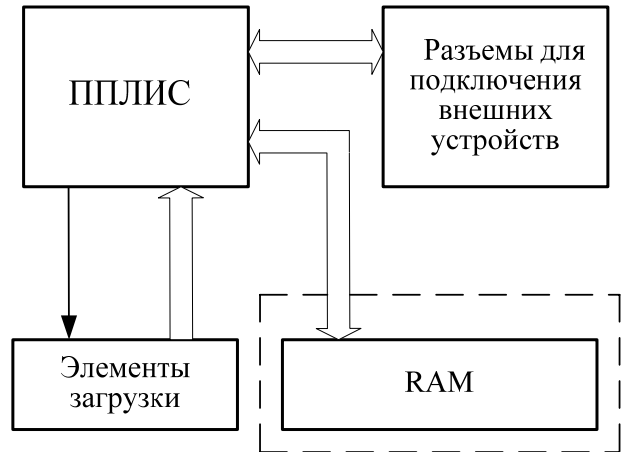 ППЛИС
Разъемы для
подключения
внешних
устройств
Элементы
загрузки
RAM